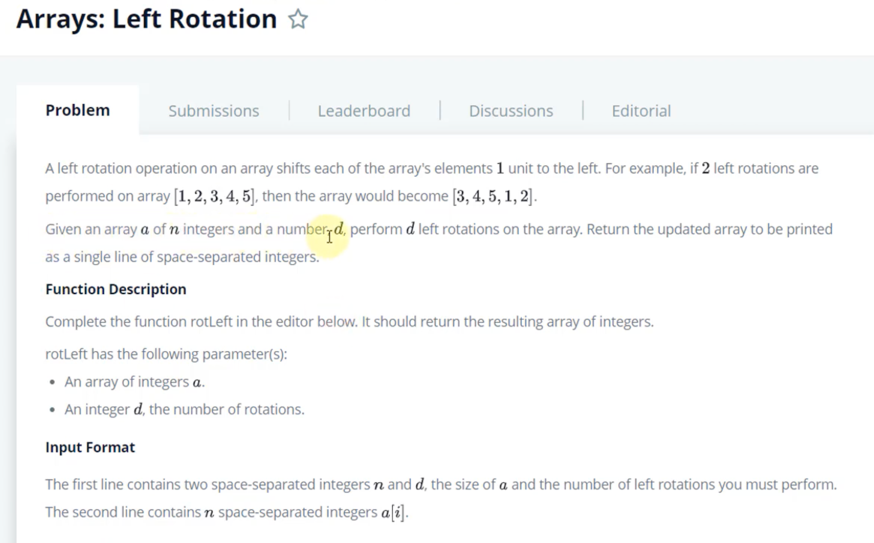 Arrays: Left Rotation
Problem
Submissions
Leaderboard
Discussions
Editorial
A left rotation operation on an array shifts each of the array's elements 1 unit to the left. For example, if 2 left rotations are
performed on array [1, 2, 3, 4, 5], then the array would become [3, 4, 5, 1, 2].
Given an array a of n integers and a number, d, perform d left rotations on the array. Return the updated array to be printed
as a single line of space-separated integers.
Function Description
Complete the function rotLeft in the editor below. It should return the resulting array of integers.
rotLeft has the following parameter(s):
• An array of integers a.
• An integer d, the number of rotations.
Input Format
The first line contains two space-separated integers n and d, the size of a and the number of left rotations you must perform.
The second line contains n space-separated integers a[i].